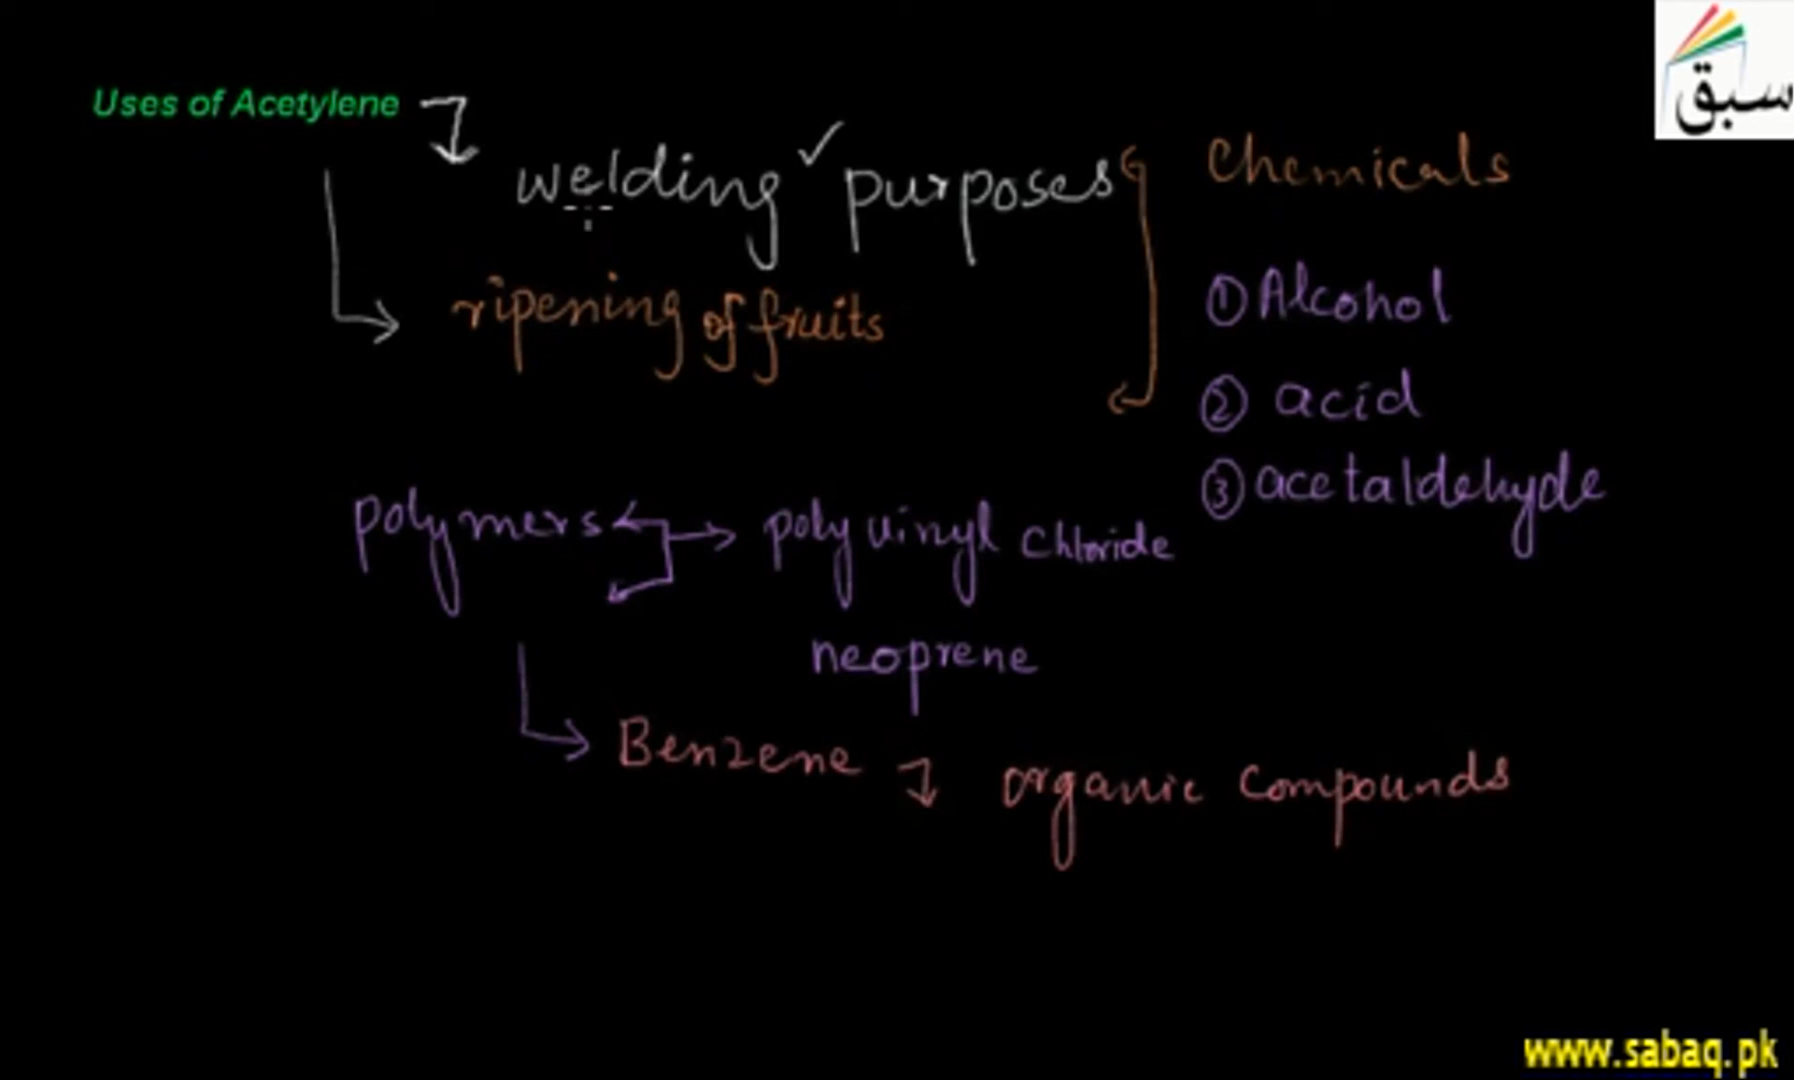 سبق
Uses of Acetylene
welding purposes
ripening of fruits
Chemicals
① Alcohol
② acid
③ acetaldehyde
polymers
polyvinyl chloride
neoprene
Benzene
organic compounds
www.sabaq.pk